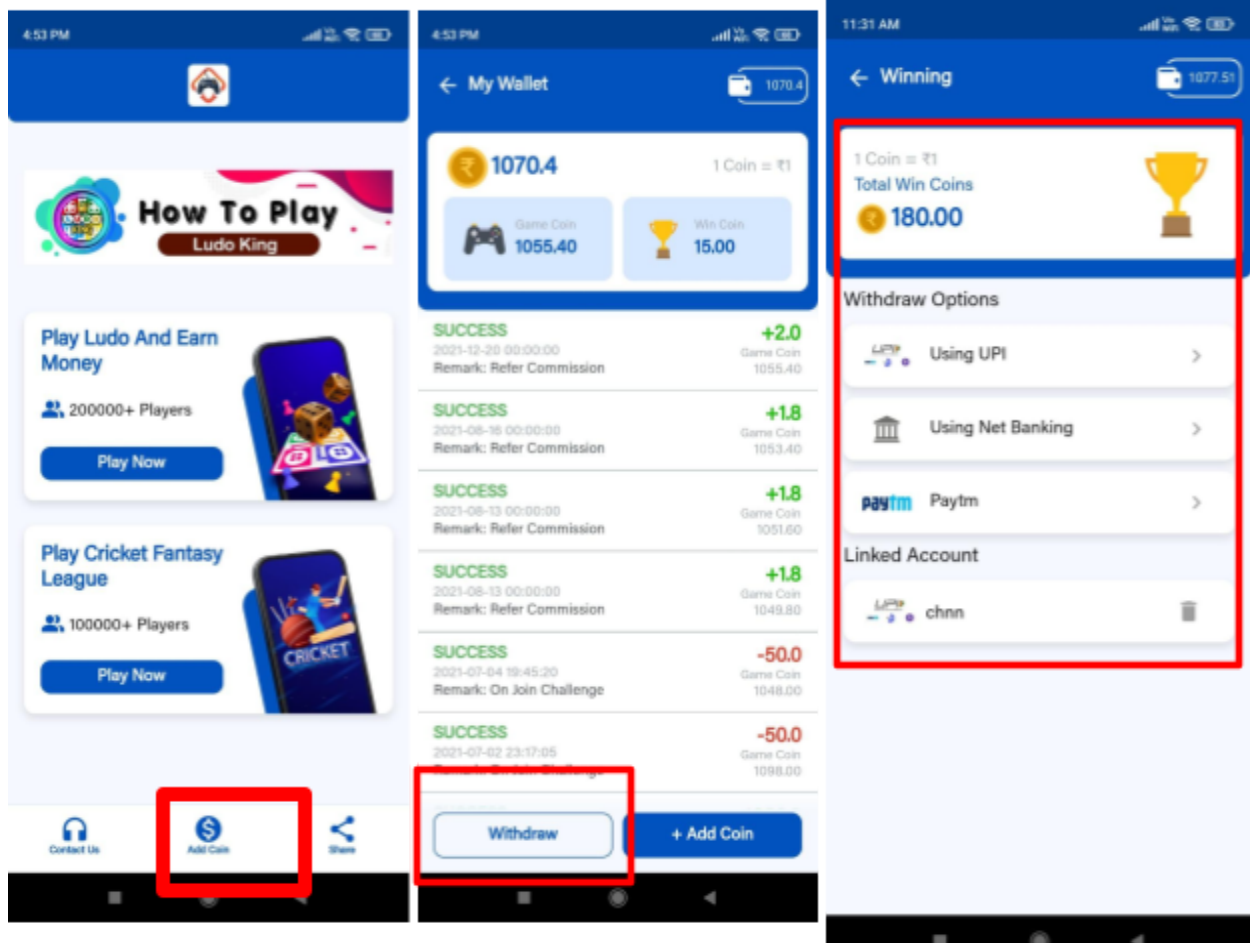 4:53 PM
How To Play
Ludo King
Play Ludo And Earn
Money
200000+ Players
Play Now
Play Cricket Fantasy
League
100000+ Players
Play Now
CRICKET
Contact Us
Add Coin
Share
4:53 PM
My Wallet
1070.4
1070.4
1 Coin = ₹1
Game Coin
1055.40
Win Coin
15.00
SUCCESS
+2.0
2021-12-20 00:00:00
Game Coin
Remark: Refer Commission
1055.40
SUCCESS
+1.8
2021-08-16 00:00:00
Game Coin
Remark: Refer Commission
1053.40
SUCCESS
+1.8
2021-08-13 00:00:00
Game Coin
Remark: Refer Commission
1051.60
SUCCESS
+1.8
2021-08-13 00:00:00
Game Coin
Remark: Refer Commission
1049.80
SUCCESS
-50.0
2021-07-04 19:45:20
Game Coin
Remark: On Join Challenge
1048.00
SUCCESS
-50.0
2021-07-02 23:17:05
Game Coin
Remark: On Join Challenge
1098.00
Withdraw
+ Add Coin
11:31 AM
Winning
1077.51
1 Coin = ₹1
Total Win Coins
180.00
Withdraw Options
UPI
Using UPI
Using Net Banking
paytm
Paytm
Linked Account
UPI
chnn